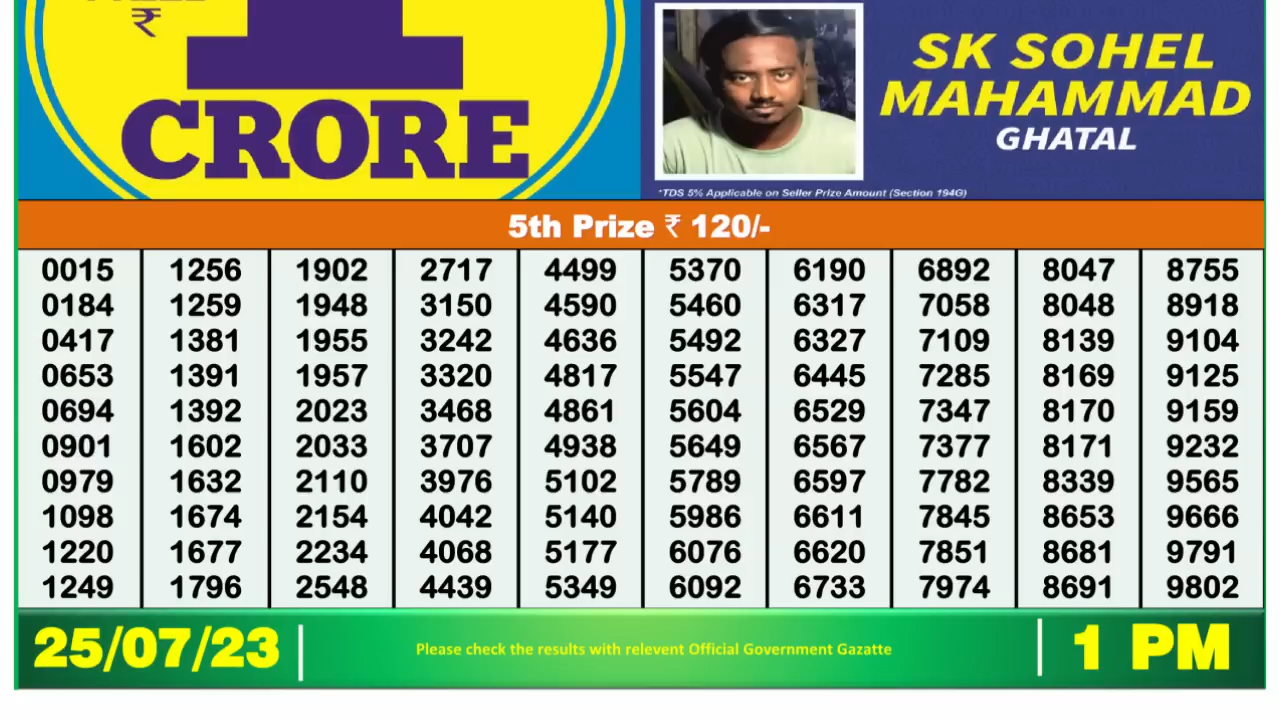 ₹
1
CRORE
SK SOHEL
MAHAMMAD
GHATAL
*TDS 5% Applicable on Seller Prize Amount (Section 194G)
5th Prize ₹ 120/-
0015 1256 1902 2717 4499 5370 6190 6892 8047 8755
0184 1259 1948 3150 4590 5460 6317 7058 8048 8918
0417 1381 1955 3242 4636 5492 6327 7109 8139 9104
0653 1391 1957 3320 4817 5547 6445 7285 8169 9125
0694 1392 2023 3468 4861 5604 6529 7347 8170 9159
0901 1602 2033 3707 4938 5649 6567 7377 8171 9232
0979 1632 2110 3976 5102 5789 6597 7782 8339 9565
1098 1674 2154 4042 5140 5986 6611 7845 8653 9666
1220 1677 2234 4068 5177 6076 6620 7851 8681 9791
1249 1796 2548 4439 5349 6092 6733 7974 8691 9802
25/07/23
Please check the results with relevent Official Government Gazatte
1 PM